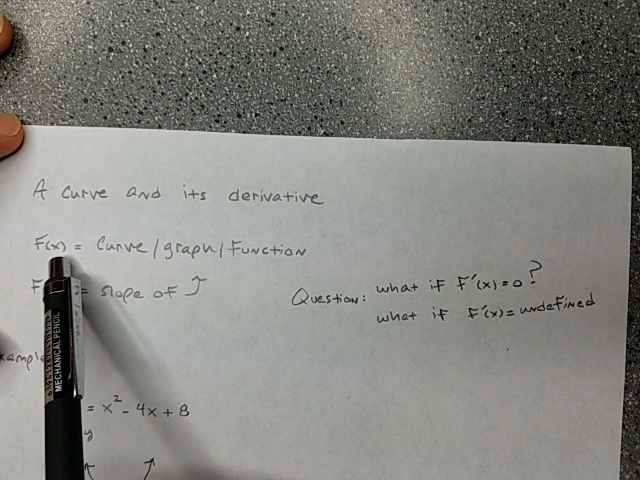 A curve and its derivative
F(x) = Curve/graph/Function
F = slope of
Question: what if F'(x)=0?
what if F'(x)=undefined
MECHANICAL PENCIL
= x² - 4x + 8
y